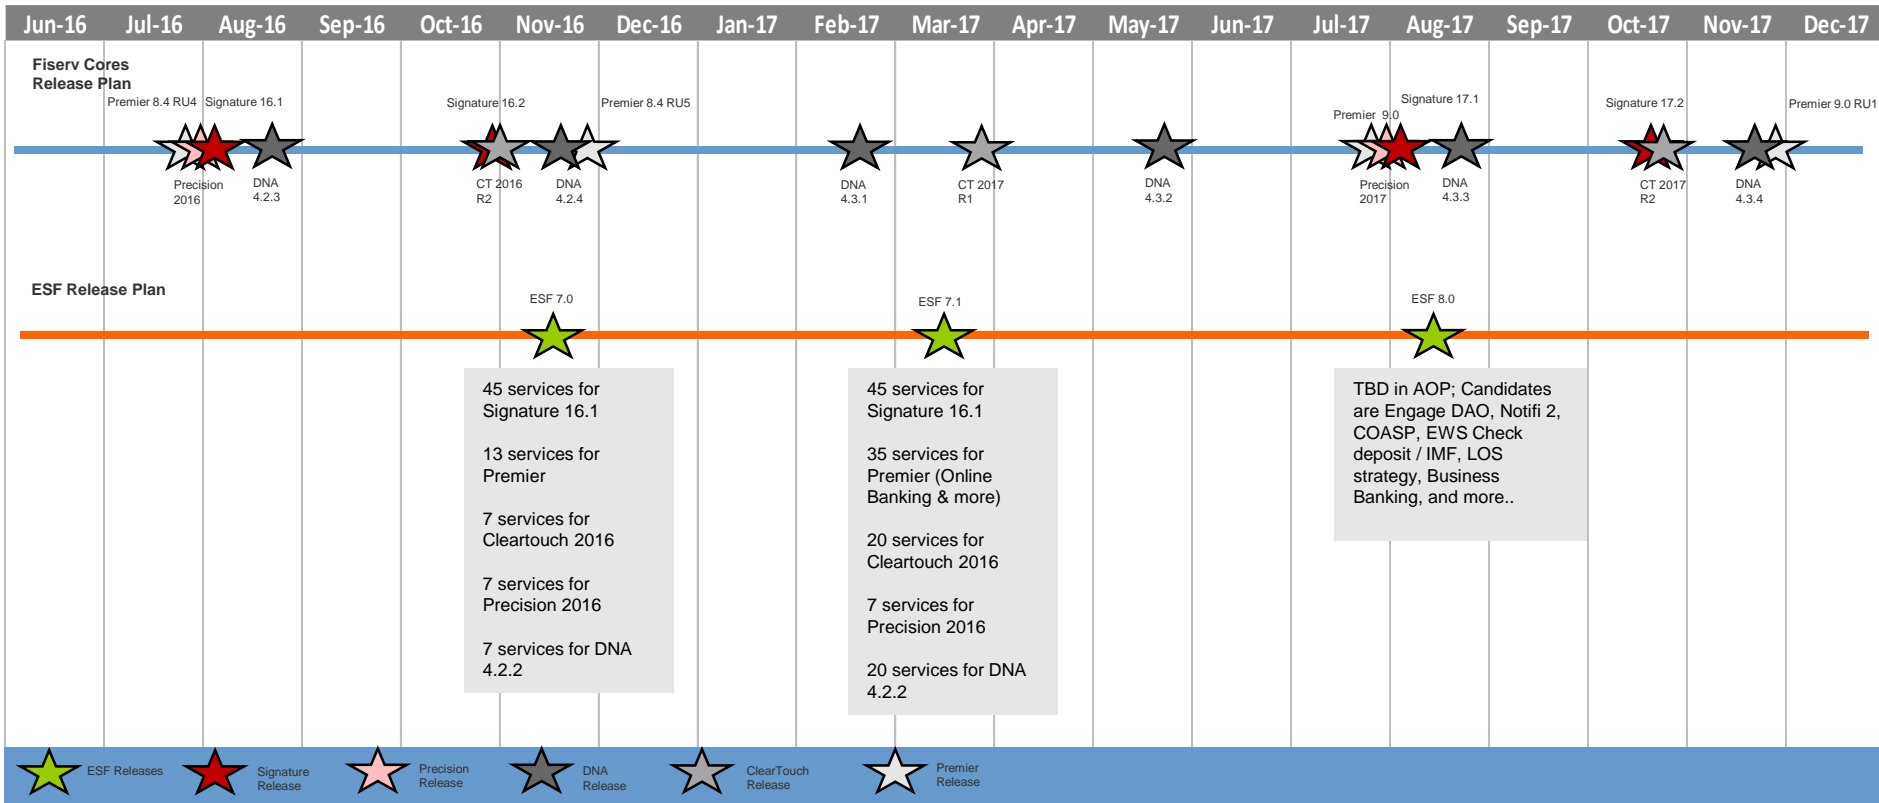 Jun-16 Jul-16 Aug-16 Sep-16 Oct-16 Nov-16 Dec-16 Jan-17 Feb-17 Mar-17 Apr-17 May-17 Jun-17 Jul-17 Aug-17 Sep-17 Oct-17 Nov-17 Dec-17
Fiserv Cores
Release Plan
Premier 8.4 RU4
Signature 16.1
Signature 16.2
Premier 8.4 RU5
Premier 9.0
Signature 17.1
Signature 17.2
Premier 9.0 RU1
Precision
2016
DNA
4.2.3
CT 2016
R2
DNA
4.2.4
DNA
4.3.1
CT 2017
R1
DNA
4.3.2
Precision
2017
DNA
4.3.3
CT 2017
R2
DNA
4.3.4
ESF Release Plan
ESF 7.0
ESF 7.1
ESF 8.0
45 services for
Signature 16.1
13 services for
Premier
7 services for
Cleartouch 2016
7 services for
Precision 2016
7 services for DNA
4.2.2
45 services for
Signature 16.1
35 services for
Premier (Online
Banking & more)
20 services for
Cleartouch 2016
7 services for
Precision 2016
20 services for DNA
4.2.2
TBD in AOP; Candidates
are Engage DAO, Notifi 2,
COASP, EWS Check
deposit / IMF, LOS
strategy, Business
Banking, and more..
ESF Releases
Signature
Release
Precision
Release
DNA
Release
ClearTouch
Release
Premier
Release